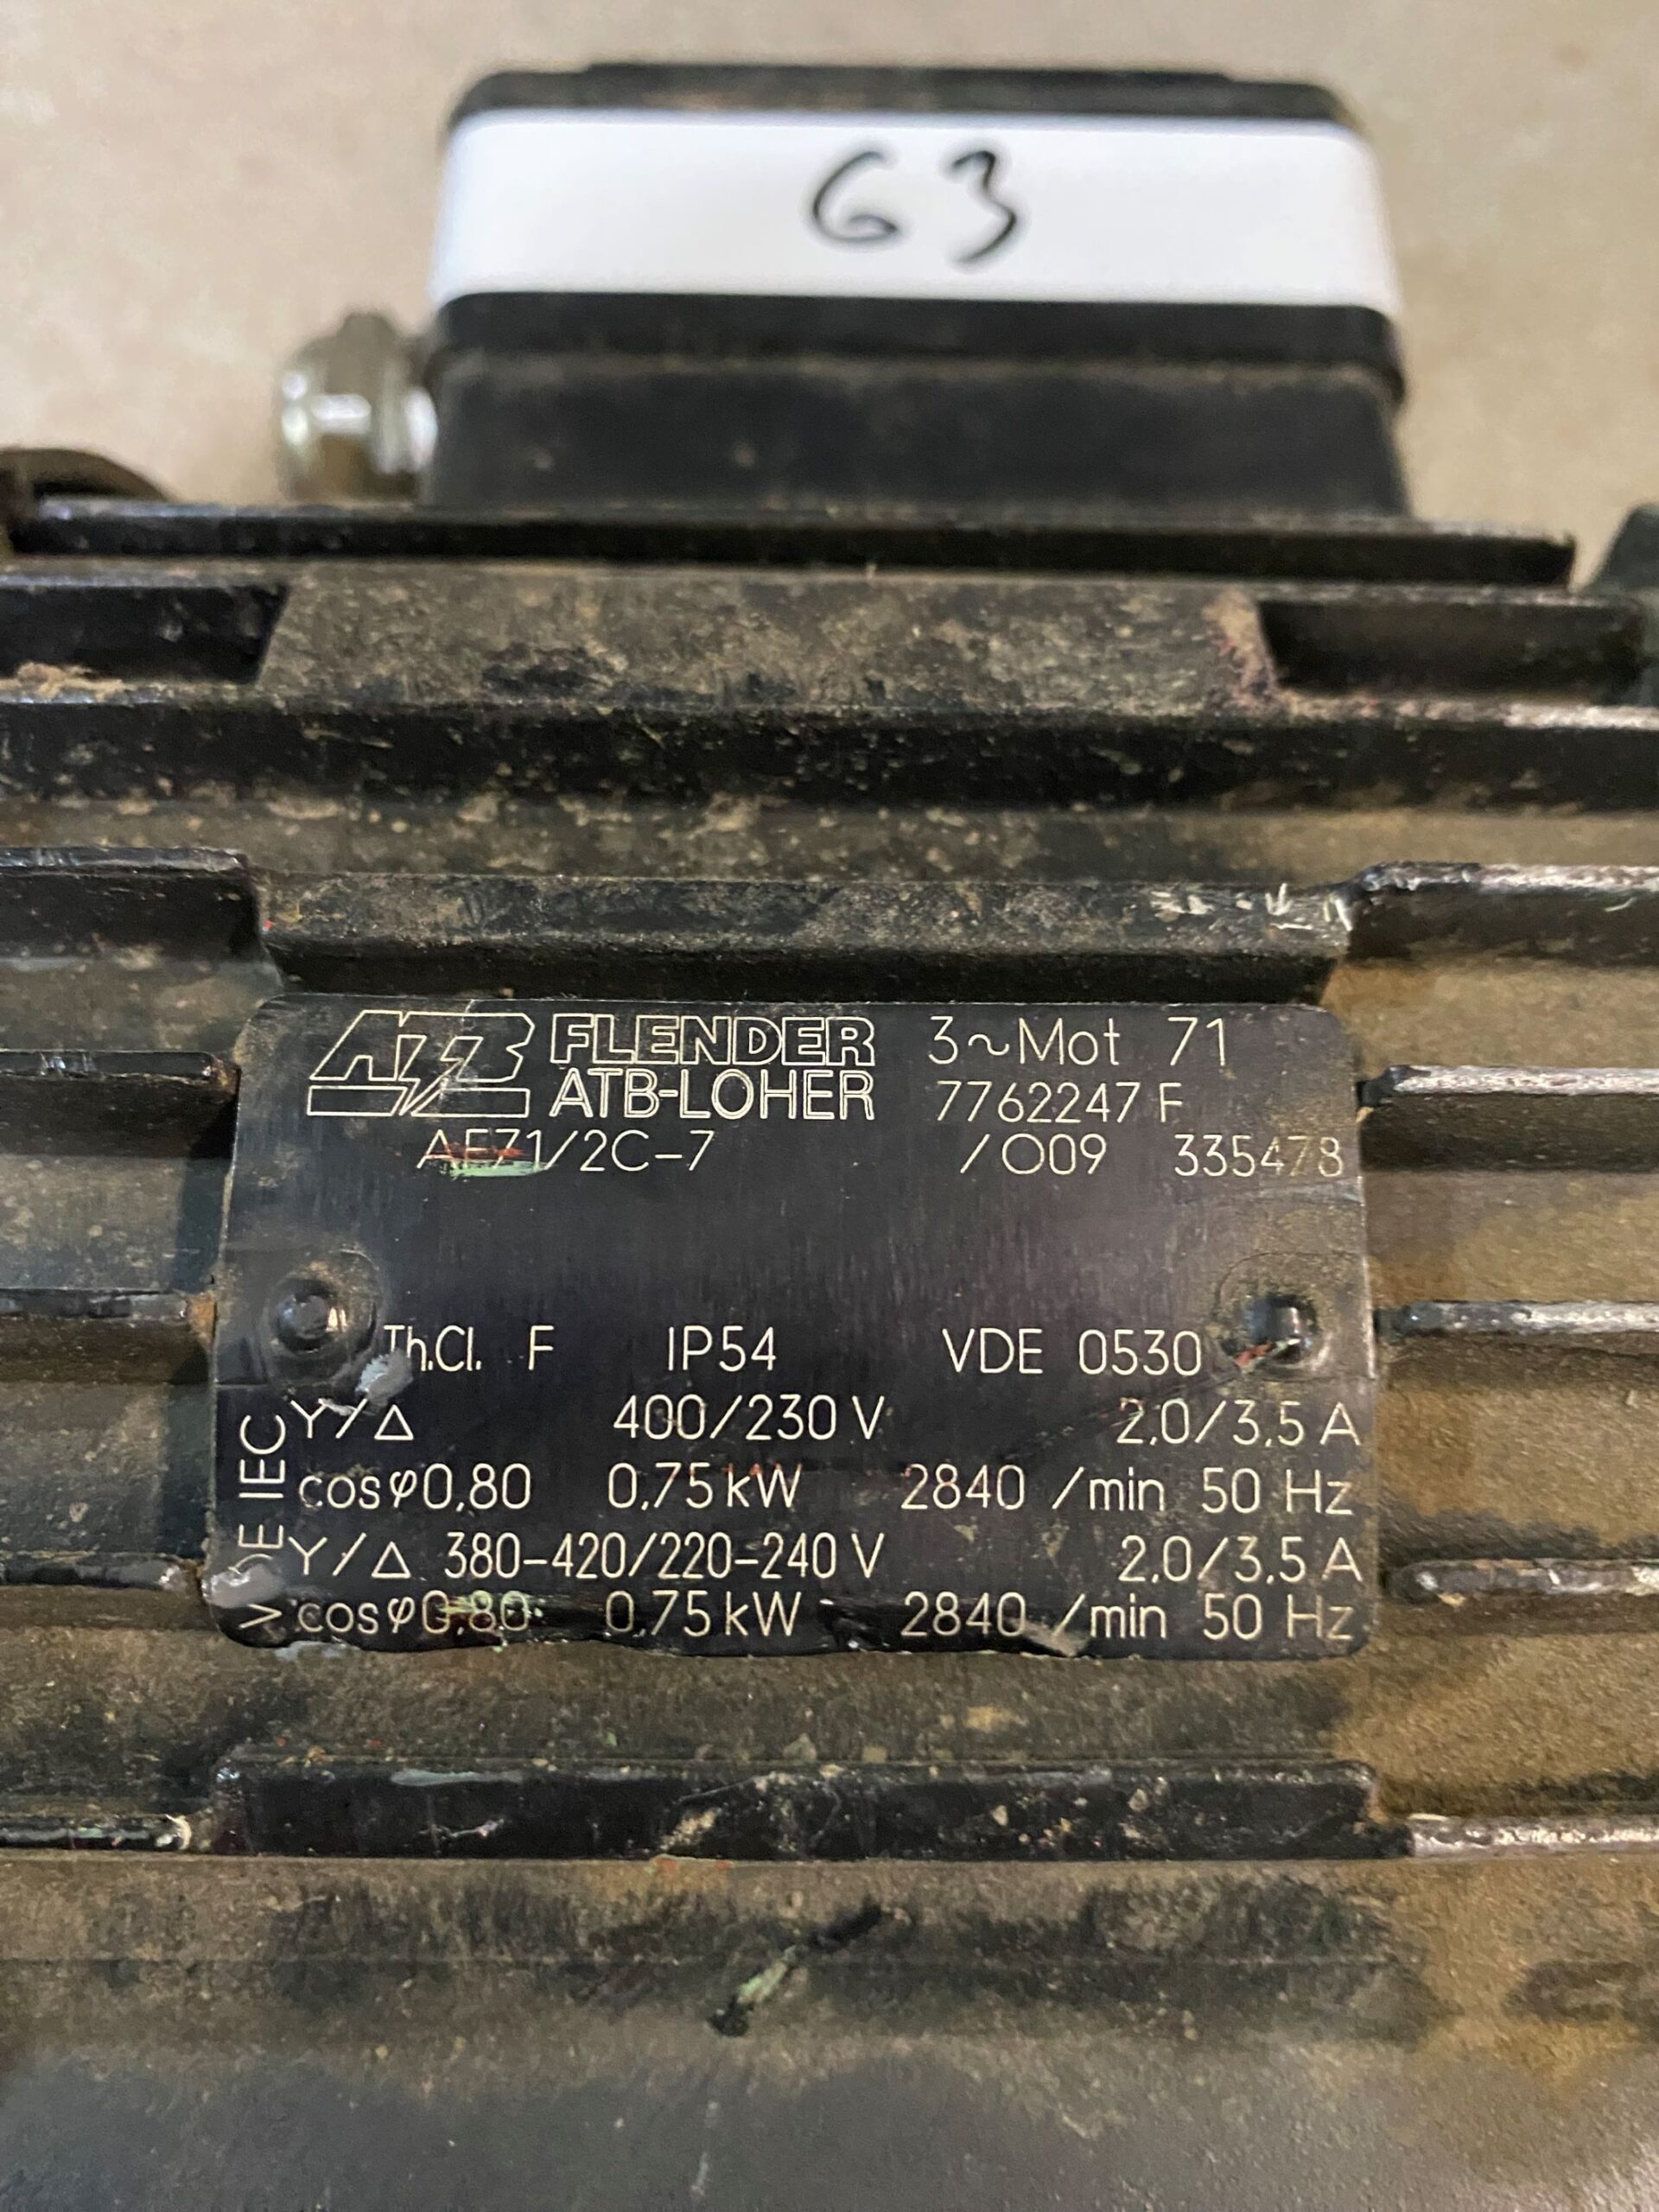 63
ATB FLENDER 3~Mot 71
ATB-LOHER 7762247 F
AF71/2C-7 /009 335478
Th.Cl. F IP54 VDE 0530
Y/Δ 400/230 V 2,0/3,5 A
cosφ0,80 0,75 kW 2840 /min 50 Hz
Y/Δ 380-420/220-240 V 2,0/3,5 A
cosφ0,80 0,75 kW 2840 /min 50 Hz
VDE IEC